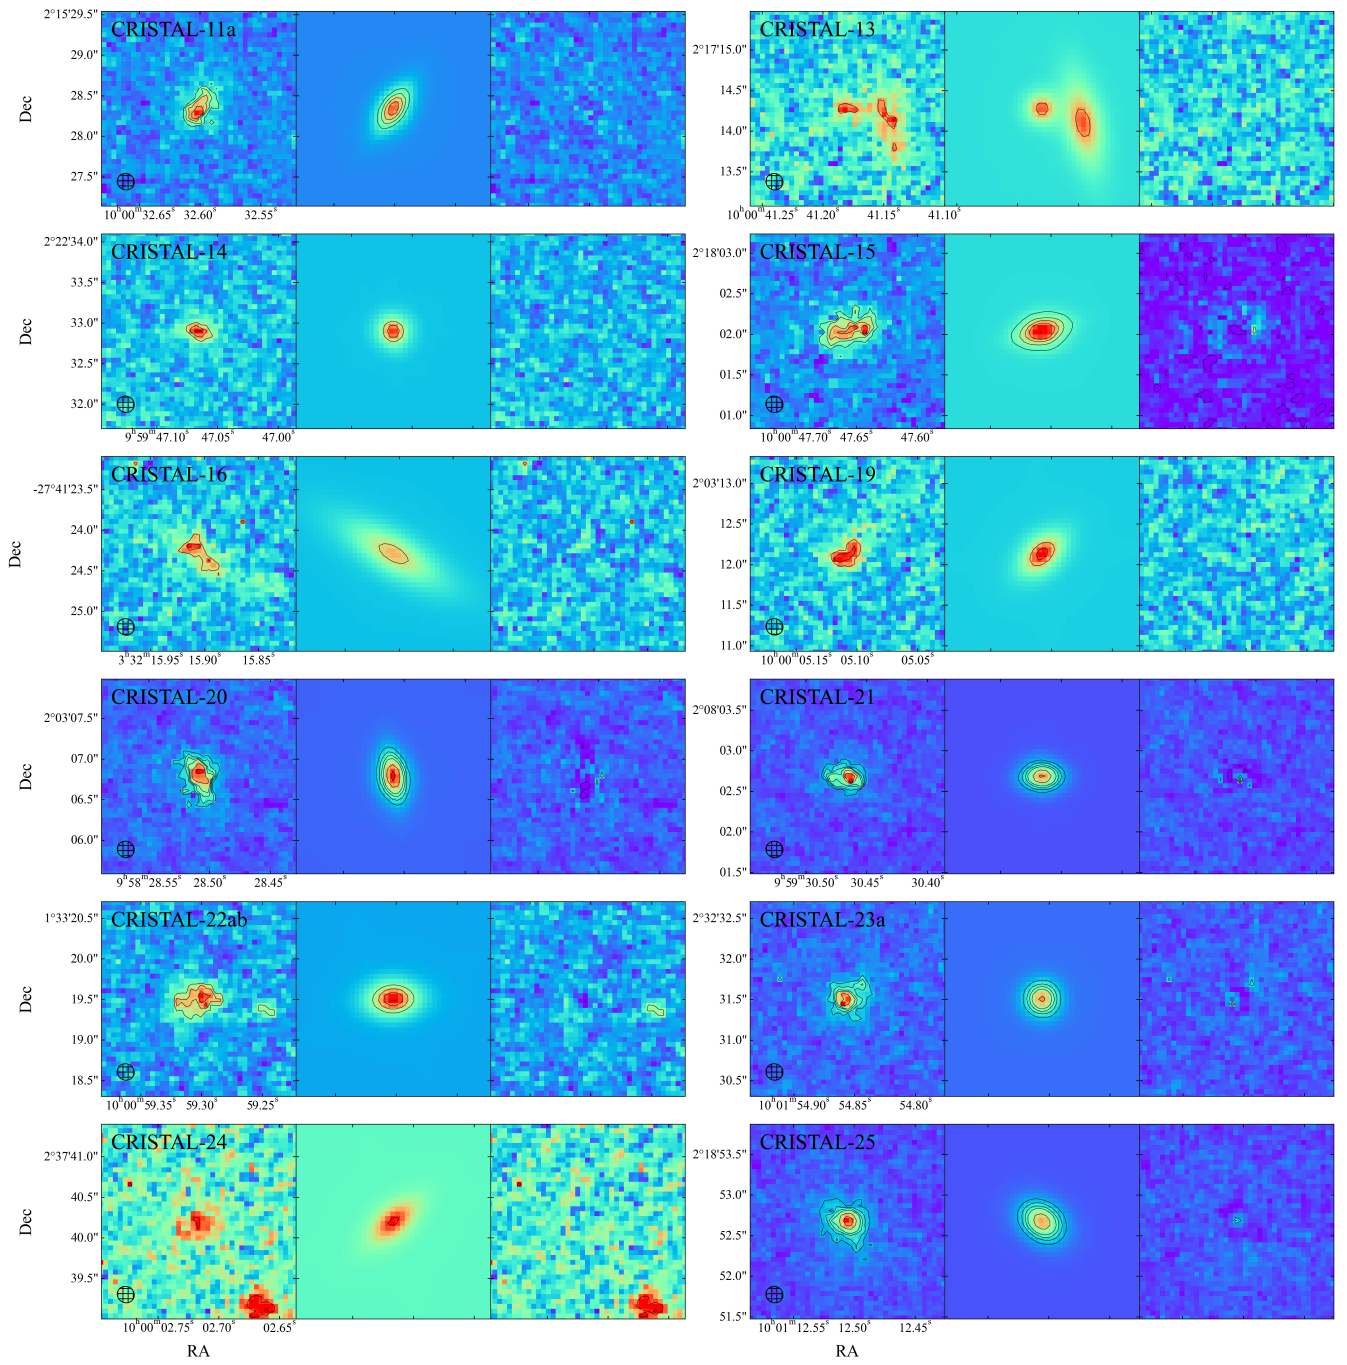 CRISTAL-11a
2°15'29.5"
29.0"
28.5"
28.0"
27.5"
Dec
10ʰ00ᵐ32.65ˢ 32.60ˢ 32.55ˢ
CRISTAL-13
2°17'15.0"
14.5"
14.0"
13.5"
10ʰ00ᵐ41.25ˢ 41.20ˢ 41.15ˢ 41.10ˢ
CRISTAL-14
2°22'34.0"
33.5"
33.0"
32.5"
32.0"
Dec
9ʰ59ᵐ47.10ˢ 47.05ˢ 47.00ˢ
CRISTAL-15
2°18'03.0"
02.5"
02.0"
01.5"
01.0"
10ʰ00ᵐ47.70ˢ 47.65ˢ 47.60ˢ
CRISTAL-16
-27°41'23.5"
24.0"
24.5"
25.0"
Dec
3ʰ32ᵐ15.95ˢ 15.90ˢ 15.85ˢ
CRISTAL-19
2°03'13.0"
12.5"
12.0"
11.5"
11.0"
10ʰ00ᵐ05.15ˢ 05.10ˢ 05.05ˢ
CRISTAL-20
2°03'07.5"
07.0"
06.5"
06.0"
Dec
9ʰ58ᵐ28.55ˢ 28.50ˢ 28.45ˢ
CRISTAL-21
2°08'03.5"
03.0"
02.5"
02.0"
01.5"
9ʰ59ᵐ30.50ˢ 30.45ˢ 30.40ˢ
CRISTAL-22ab
1°33'20.5"
20.0"
19.5"
19.0"
18.5"
Dec
10ʰ00ᵐ59.35ˢ 59.30ˢ 59.25ˢ
CRISTAL-23a
2°32'32.5"
32.0"
31.5"
31.0"
30.5"
10ʰ01ᵐ54.90ˢ 54.85ˢ 54.80ˢ
CRISTAL-24
2°37'41.0"
40.5"
40.0"
39.5"
Dec
10ʰ00ᵐ02.75ˢ 02.70ˢ 02.65ˢ
RA
CRISTAL-25
2°18'53.5"
53.0"
52.5"
52.0"
51.5"
10ʰ01ᵐ12.55ˢ 12.50ˢ 12.45ˢ
RA